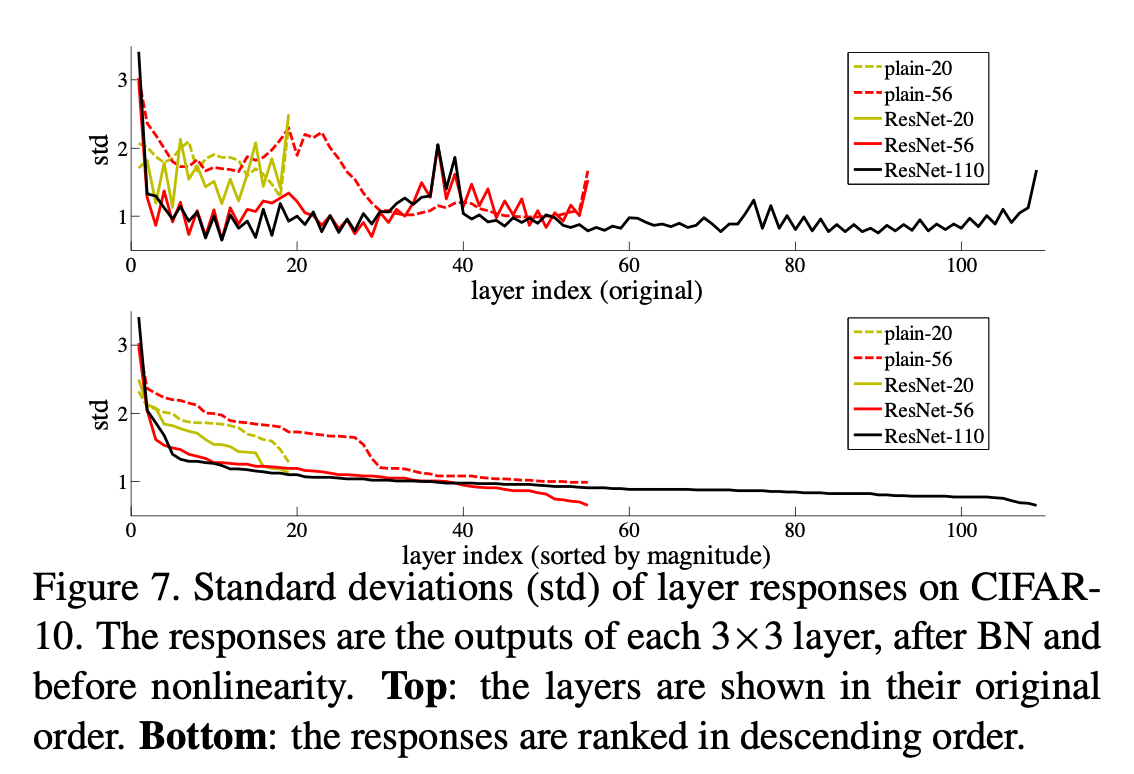 3
2
1
std
0
20
40
60
80
100
layer index (original)
plain-20
plain-56
ResNet-20
ResNet-56
ResNet-110
3
2
1
std
0
20
40
60
80
100
layer index (sorted by magnitude)
plain-20
plain-56
ResNet-20
ResNet-56
ResNet-110
Figure 7. Standard deviations (std) of layer responses on CIFAR-
10. The responses are the outputs of each 3×3 layer, after BN and
before nonlinearity. Top: the layers are shown in their original
order. Bottom: the responses are ranked in descending order.